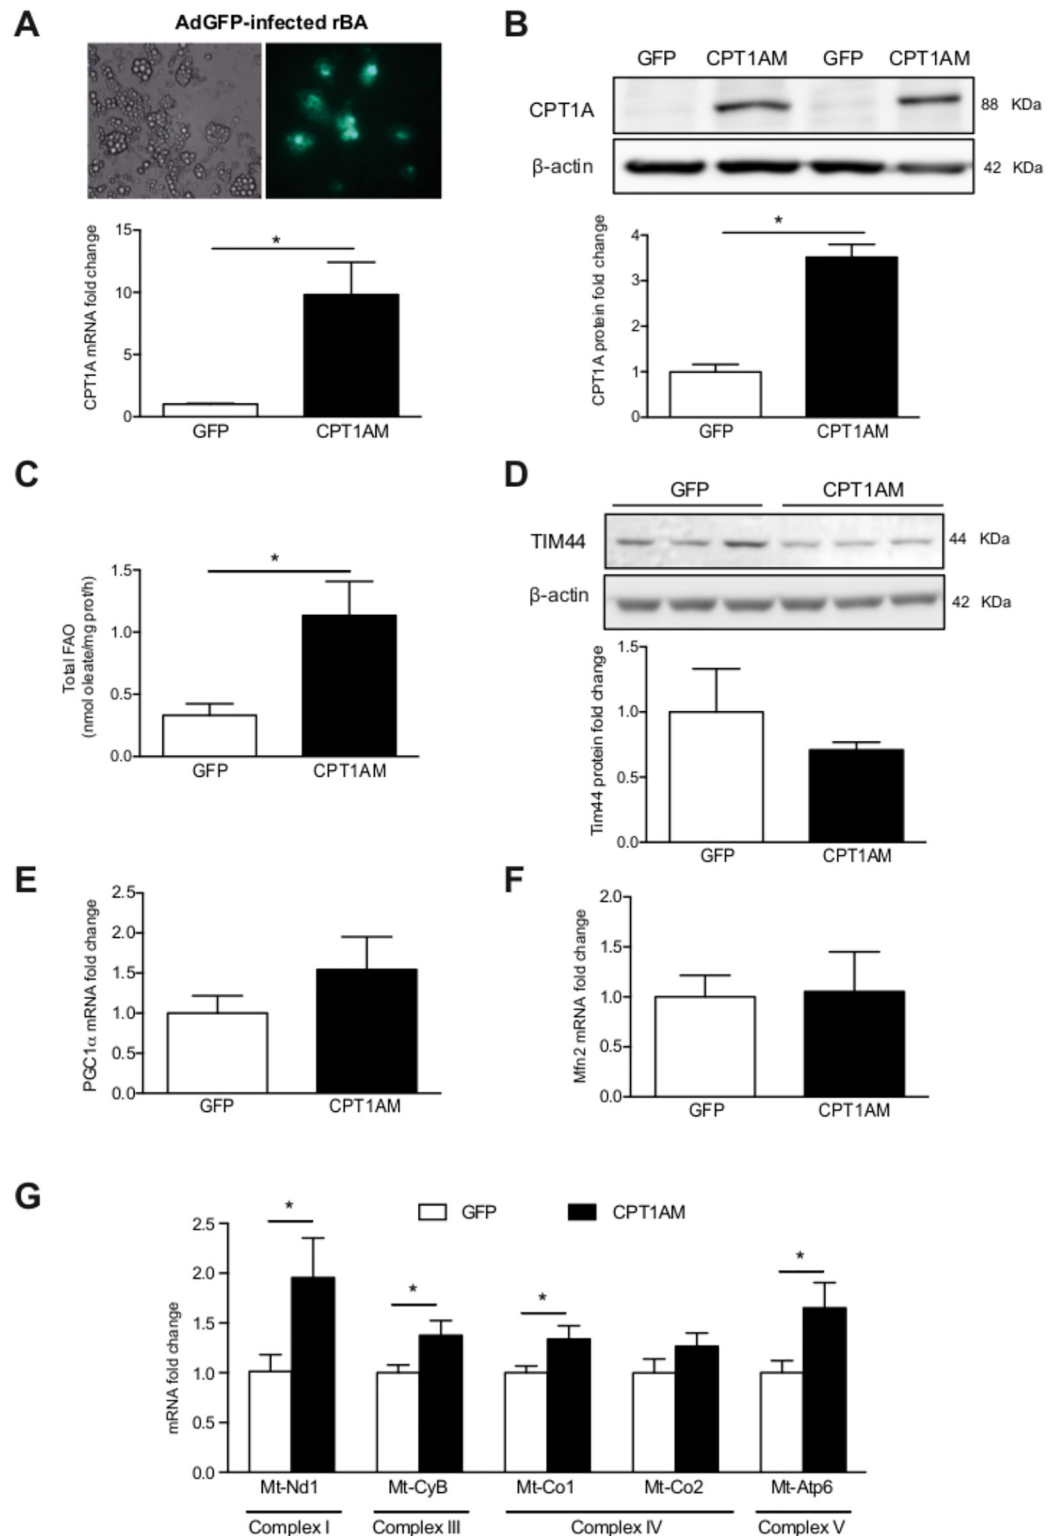 A
AdGFP-infected rBA
CPT1A mRNA fold change
15
10
5
0
*
GFP CPT1AM
B
GFP CPT1AM GFP CPT1AM
CPT1A 88 KDa
β-actin 42 KDa
CPT1A protein fold change
4
3
2
1
0
*
GFP CPT1AM
C
Total FAO
(nmol oleate/mg prot/h)
1.5
1.0
0.5
0.0
*
GFP CPT1AM
D
GFP CPT1AM
TIM44 44 KDa
β-actin 42 KDa
Tim44 protein fold change
1.5
1.0
0.5
0.0
GFP CPT1AM
E
PGC1α mRNA fold change
2.5
2.0
1.5
1.0
0.5
0.0
GFP CPT1AM
F
Mfn2 mRNA fold change
2.0
1.5
1.0
0.5
0.0
GFP CPT1AM
G
GFP CPT1AM
mRNA fold change
2.5
2.0
1.5
1.0
0.5
0.0
* * * *
Mt-Nd1 Mt-CyB Mt-Co1 Mt-Co2 Mt-Atp6
Complex I Complex III Complex IV Complex V